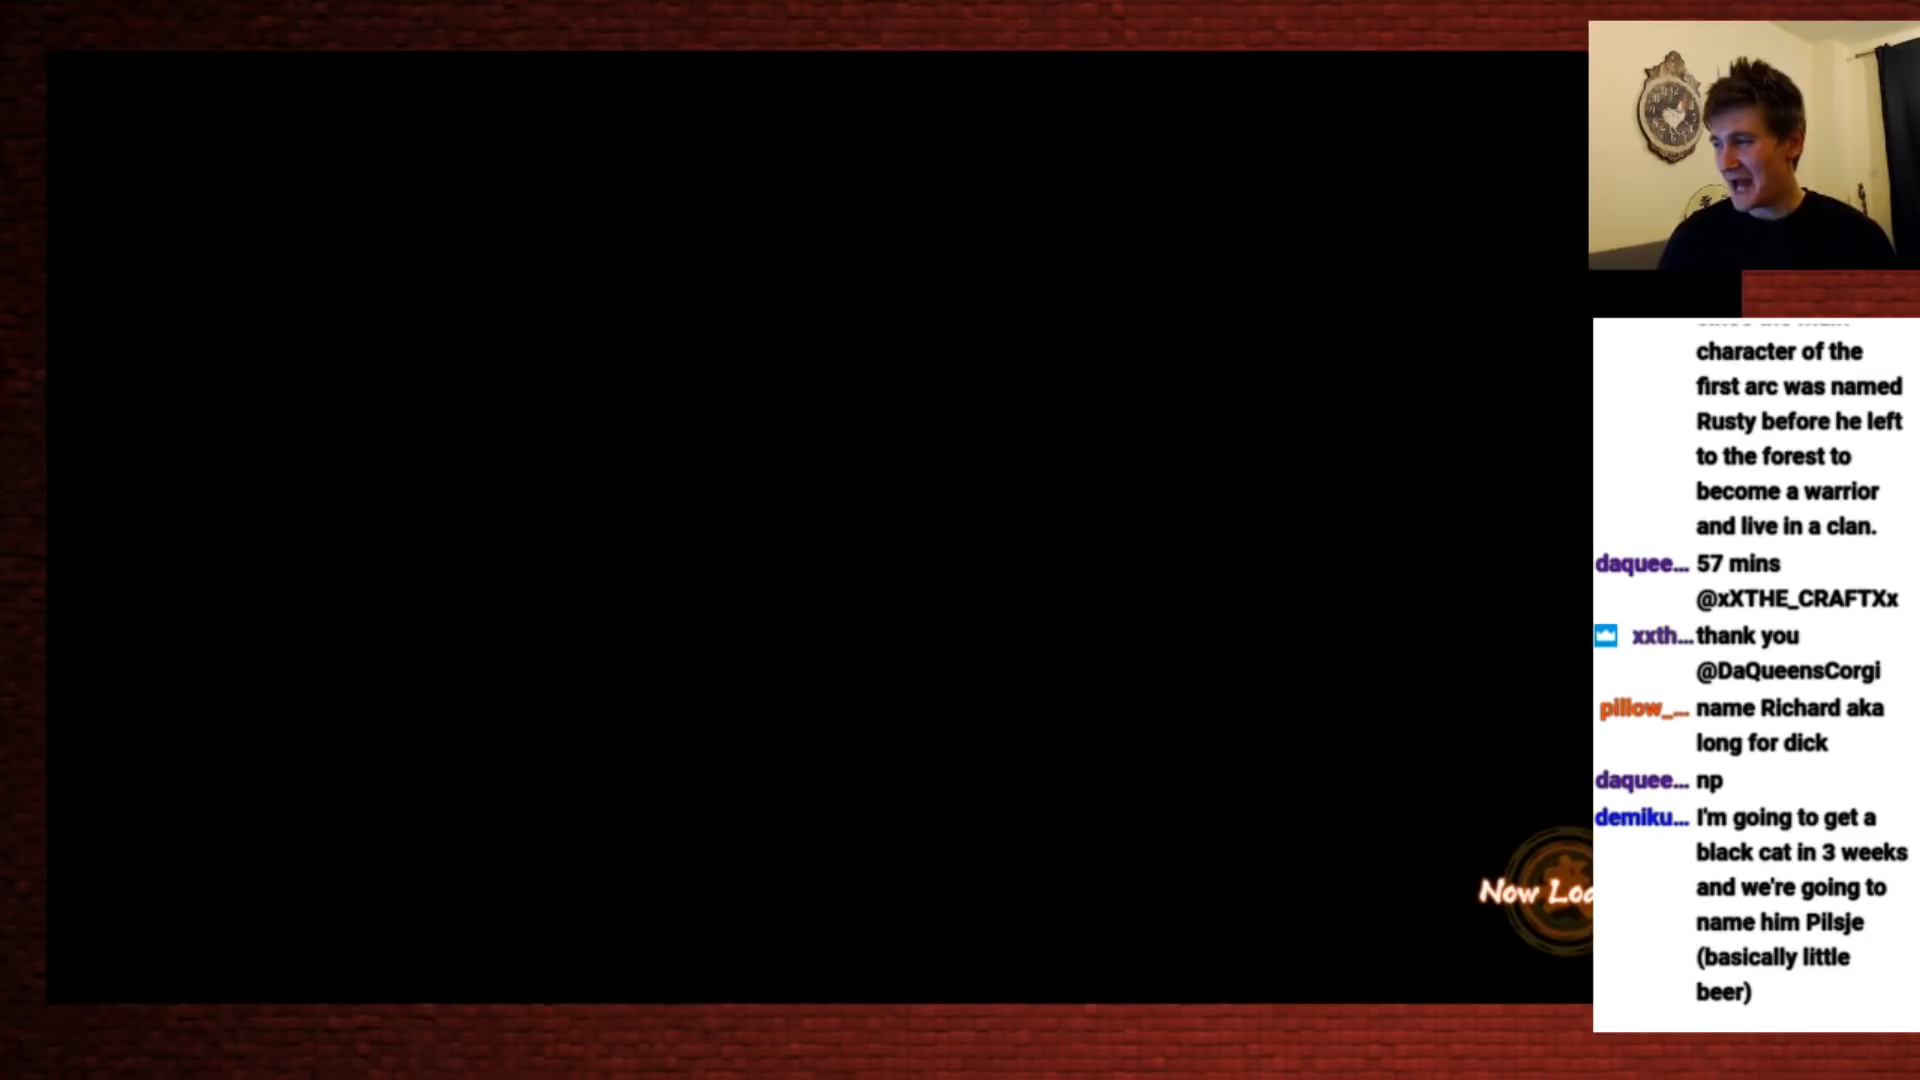 character of the
first arc was named
Rusty before he left
to the forest to
become a warrior
and live in a clan.
daquee... 57 mins
@xXTHE_CRAFTXx
xxth... thank you
@DaQueensCorgi
pillow_... name Richard aka
long for dick
daquee... np
demiku... I'm going to get a
black cat in 3 weeks
and we're going to
name him Pilsje
(basically little
beer)
Now Loa